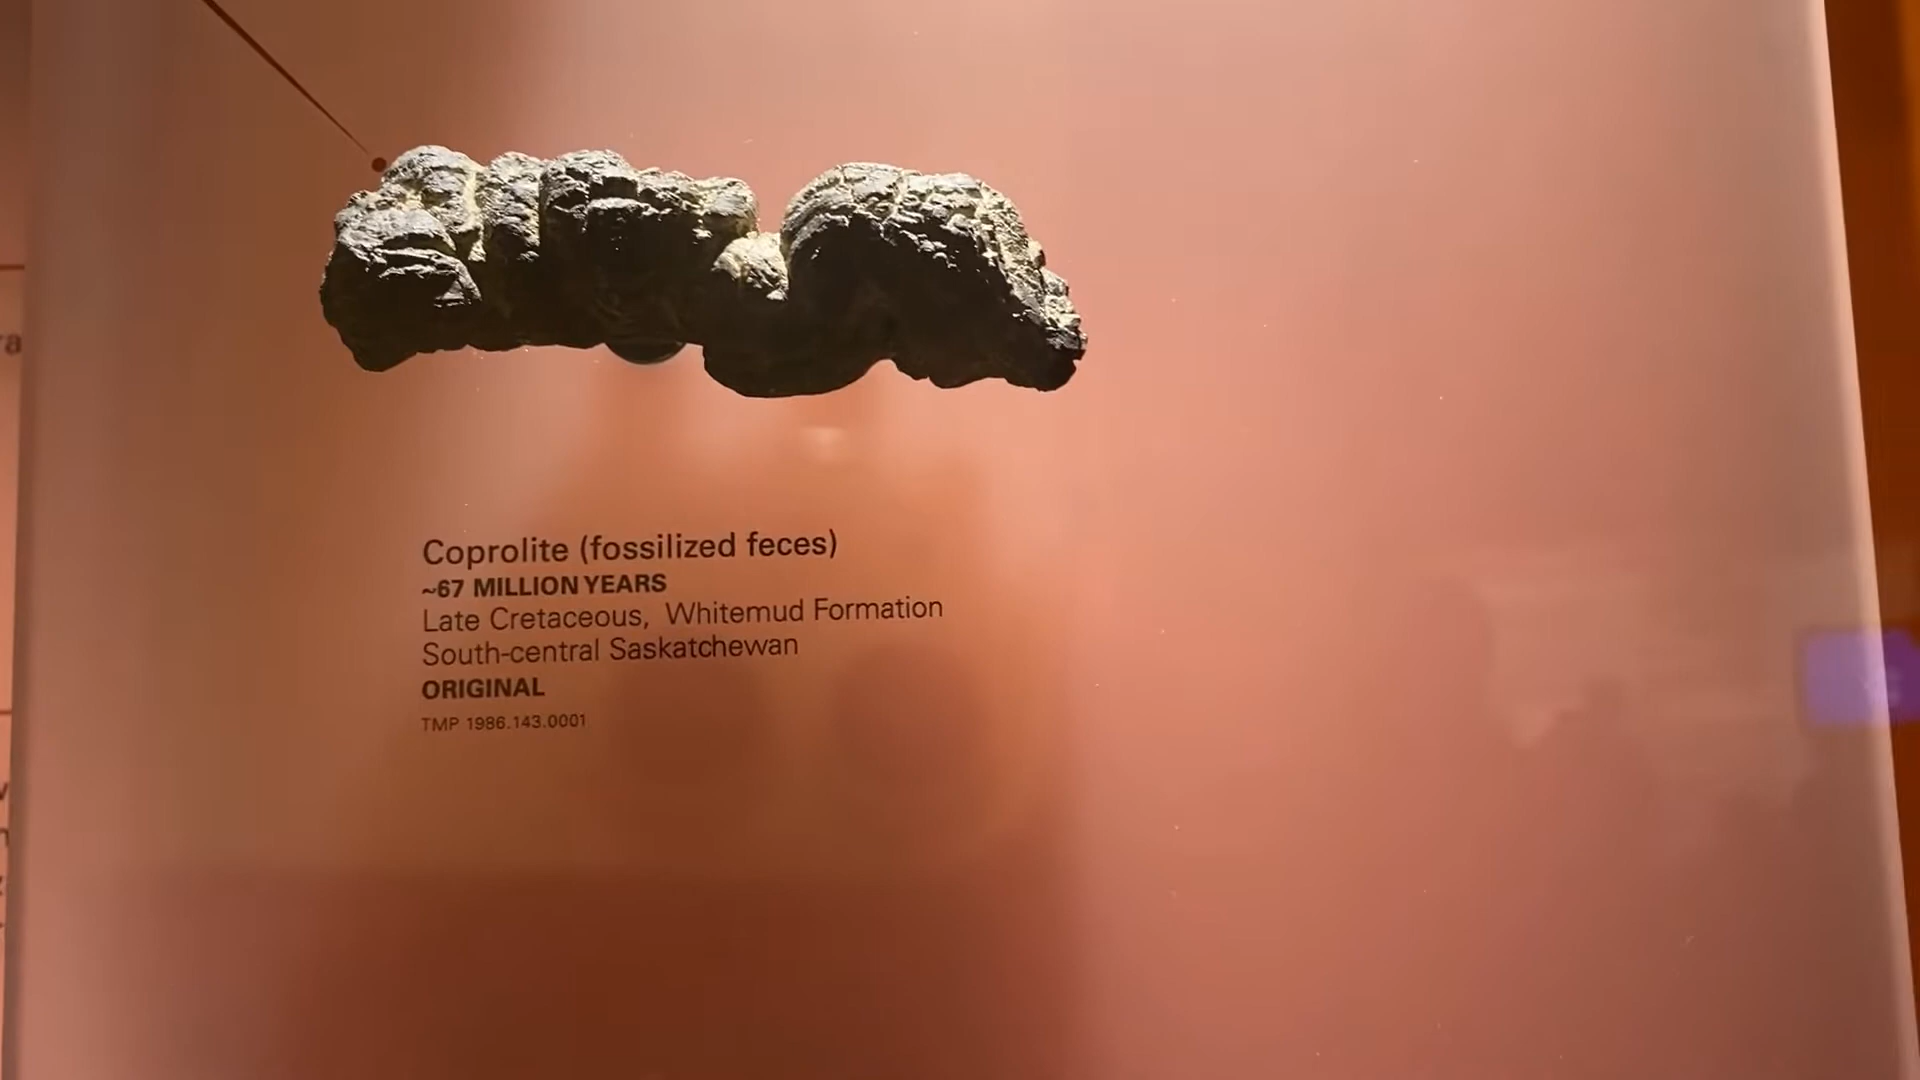 Coprolite (fossilized feces)
~67 MILLION YEARS
Late Cretaceous, Whitemud Formation
South-central Saskatchewan
ORIGINAL
TMP 1986.143.0001